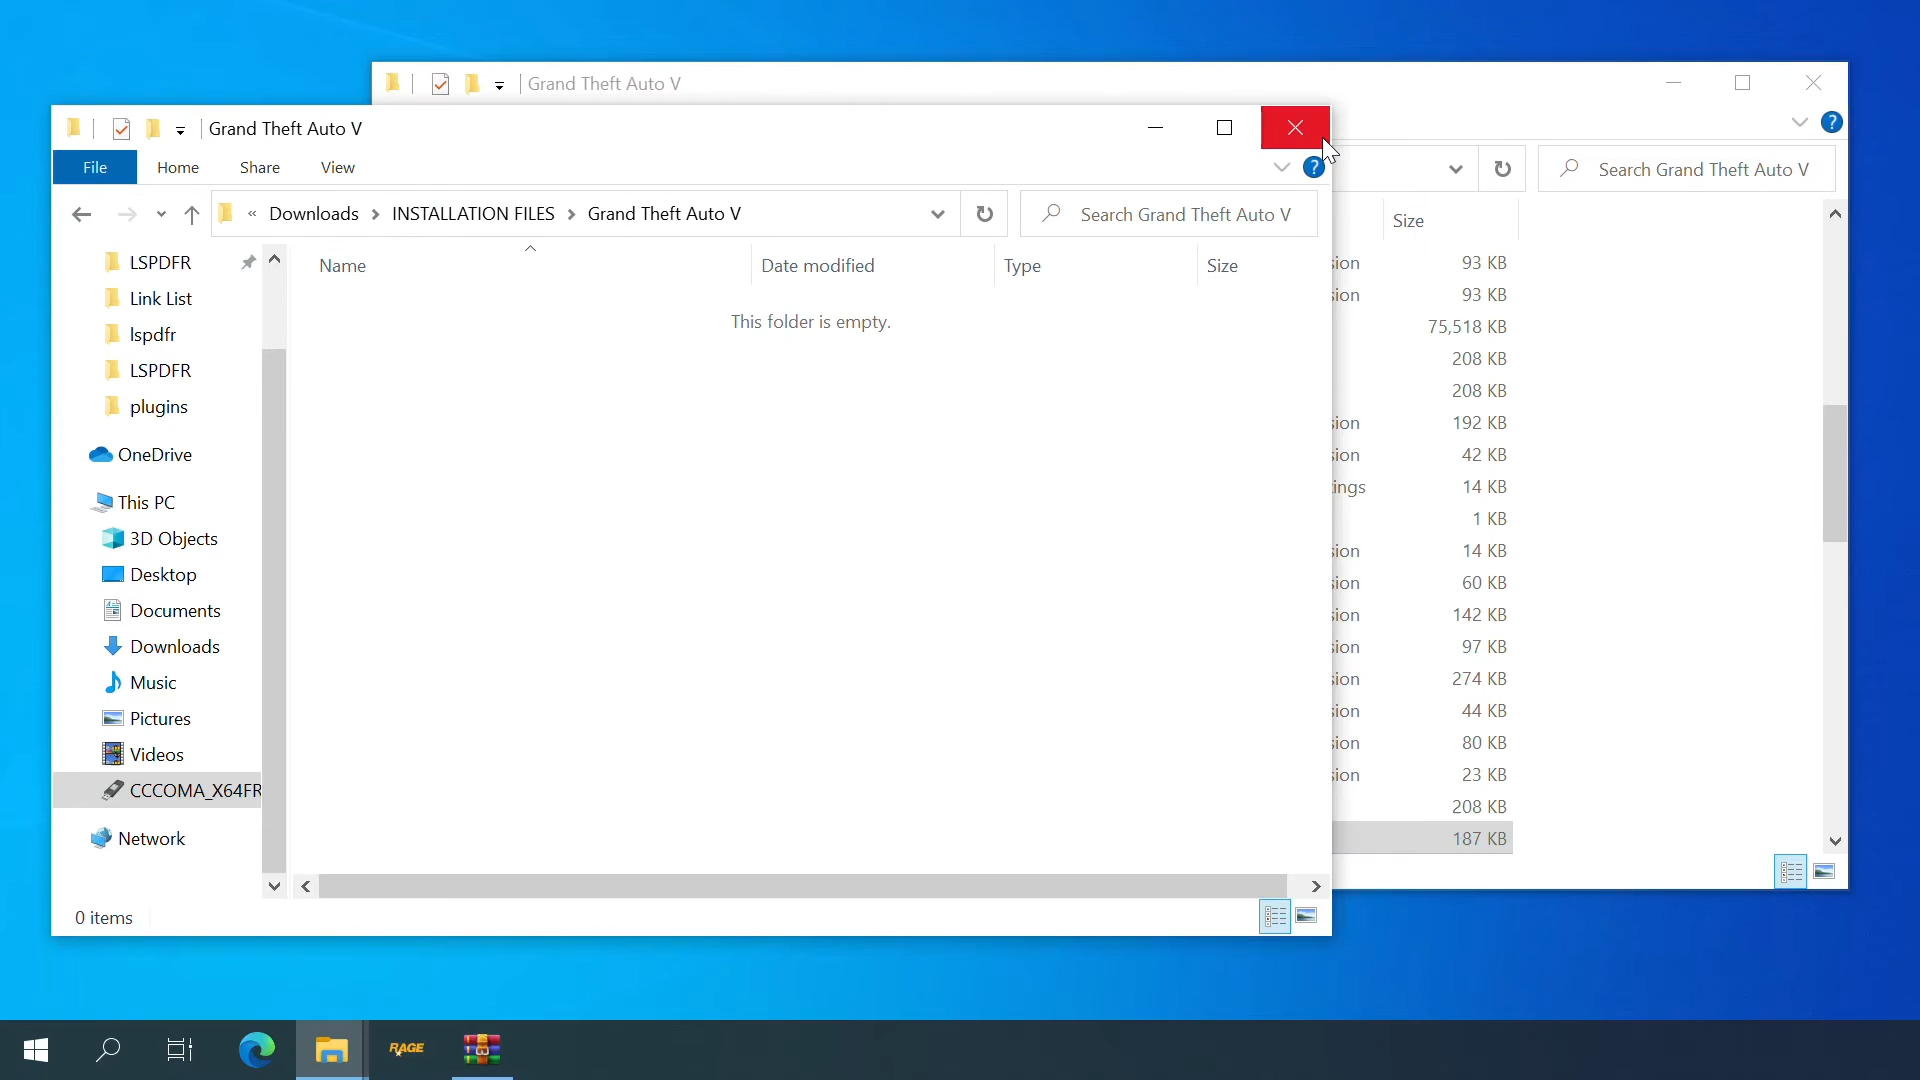 Grand Theft Auto V
Grand Theft Auto V
File Home Share View
?
?
« Downloads > INSTALLATION FILES > Grand Theft Auto V
Search Grand Theft Auto V
Search Grand Theft Auto V
LSPDFR
Link List
lspdfr
LSPDFR
plugins
OneDrive
This PC
3D Objects
Desktop
Documents
Downloads
Music
Pictures
Videos
CCCOMA_X64FR
Network
Name Date modified Type Size
This folder is empty.
0 items
Size
sion 93 KB
sion 93 KB
75,518 KB
208 KB
208 KB
sion 192 KB
sion 42 KB
tings 14 KB
1 KB
sion 14 KB
sion 60 KB
sion 142 KB
sion 97 KB
sion 274 KB
sion 44 KB
sion 80 KB
sion 23 KB
208 KB
187 KB
RAGE